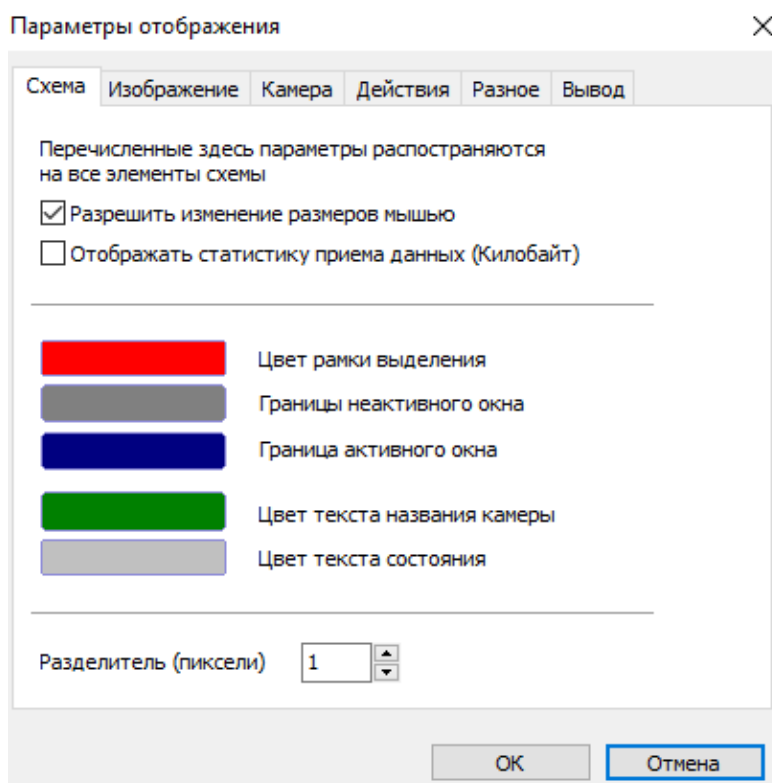 Параметры отображения
Схема Изображение Камера Действия Разное Вывод
Перечисленные здесь параметры распостраняются
на все элементы схемы
Разрешить изменение размеров мышью
Отображать статистику приема данных (Килобайт)
Цвет рамки выделения
Границы неактивного окна
Граница активного окна
Цвет текста названия камеры
Цвет текста состояния
Разделитель (пиксели) 1
ОК Отмена